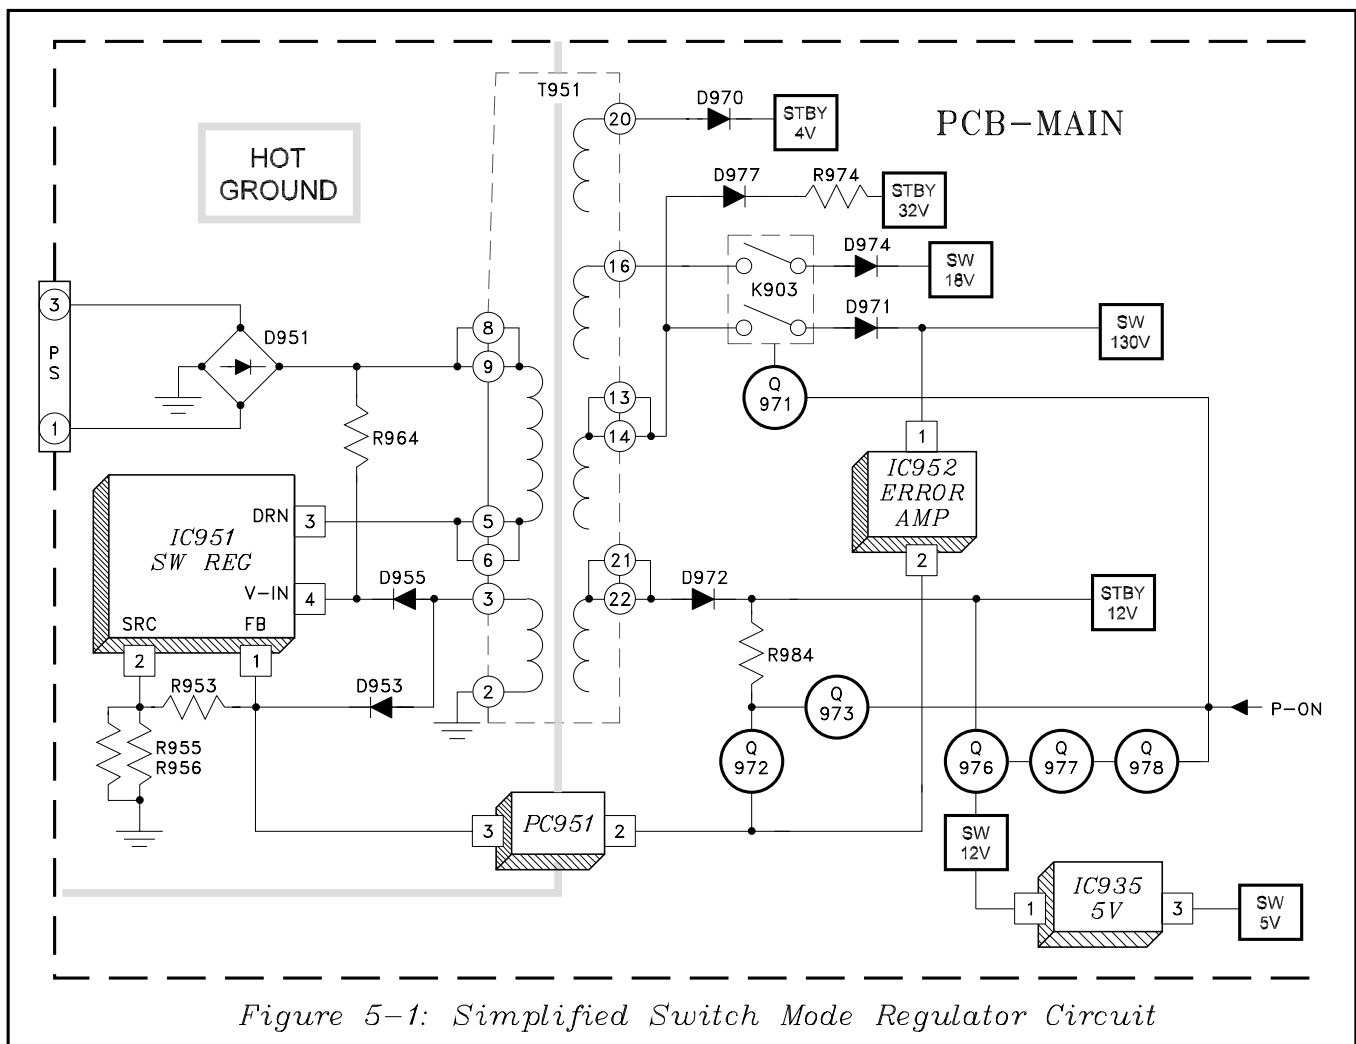 T951
HOT
GROUND
PCB-MAIN
20
D970
STBY
4V
D977
R974
STBY
32V
16
K903
D974
SW
18V
D971
SW
130V
3
PS
1
D951
8
9
R964
13
14
Q
971
1
IC952
ERROR
AMP
2
IC951
SW REG
DRN
3
V-IN
4
SRC
FB
2
1
5
6
D955
3
21
22
D972
STBY
12V
R984
R953
D953
2
R955
R956
Q
973
Q
972
P-ON
Q
976
Q
977
Q
978
3
PC951
2
SW
12V
1
IC935
5V
3
SW
5V
Figure 5-1: Simplified Switch Mode Regulator Circuit